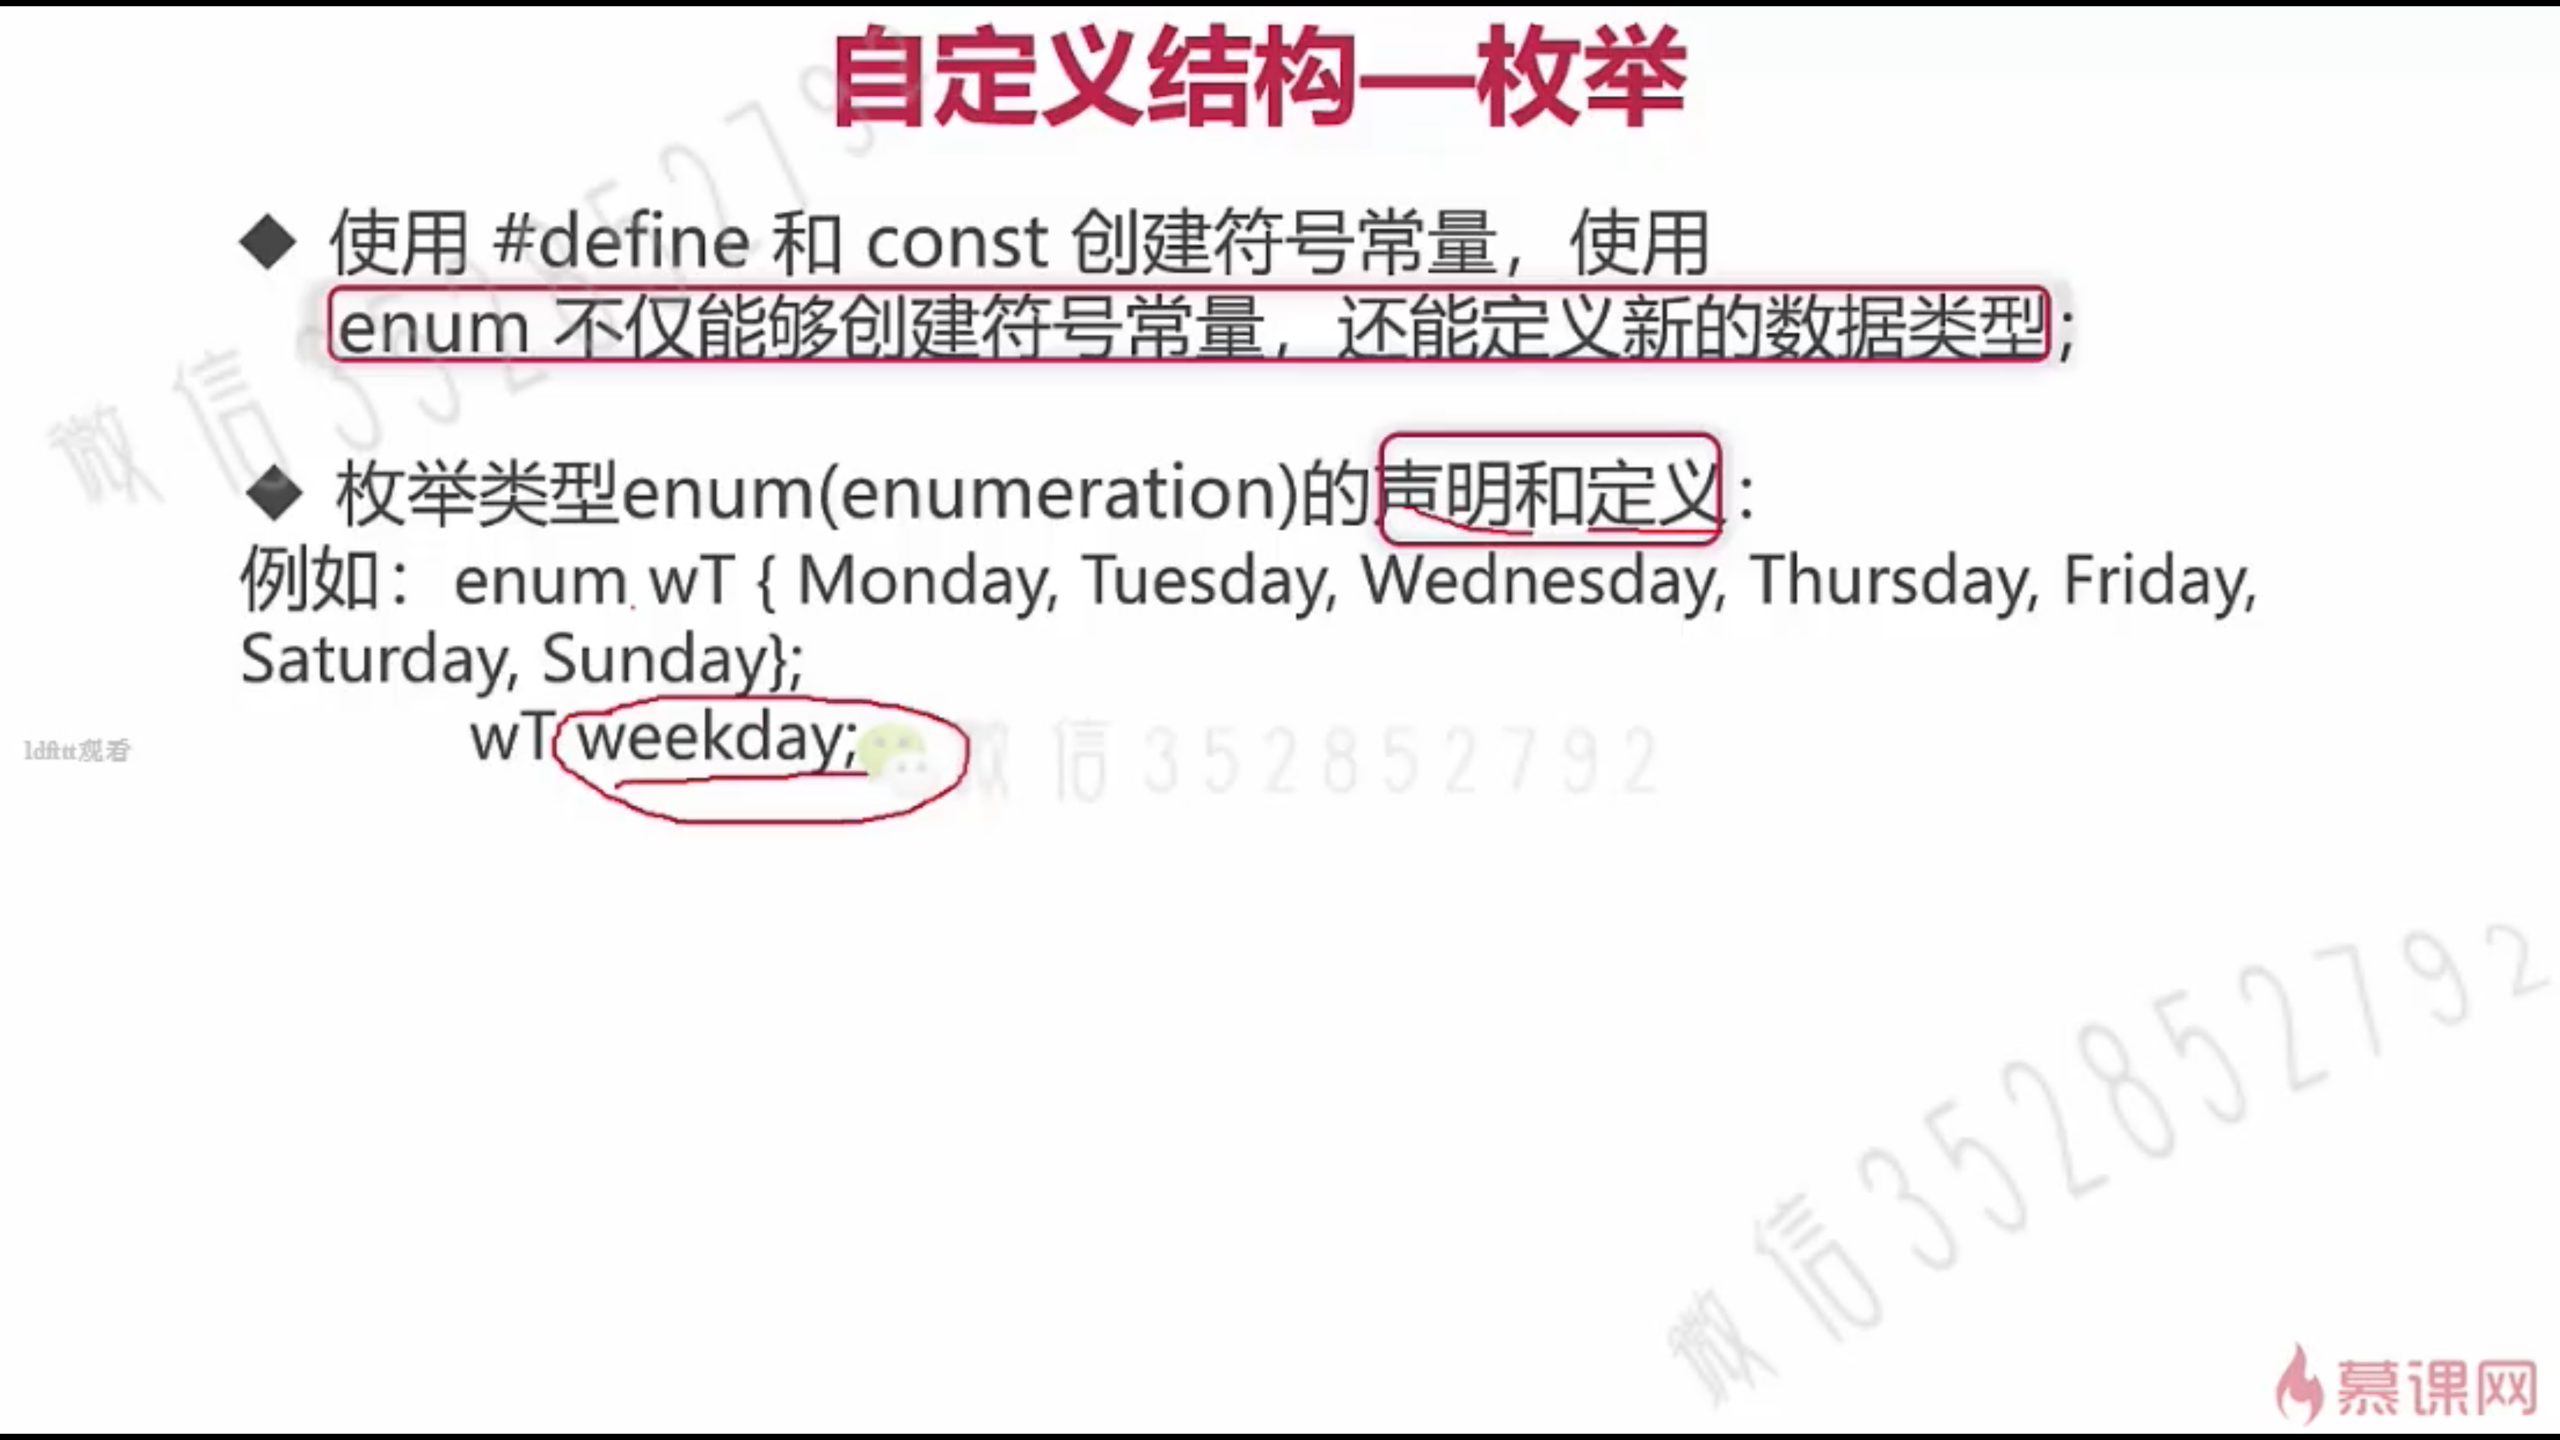 自定义结构—枚举
◆ 使用 #define 和 const 创建符号常量，使用
enum 不仅能够创建符号常量，还能定义新的数据类型；
◆ 枚举类型enum(enumeration)的声明和定义：
例如：enum wT { Monday, Tuesday, Wednesday, Thursday, Friday,
Saturday, Sunday};
wT weekday;
微信352852792
微信352852792
微信352852792
ldftt观看
慕课网